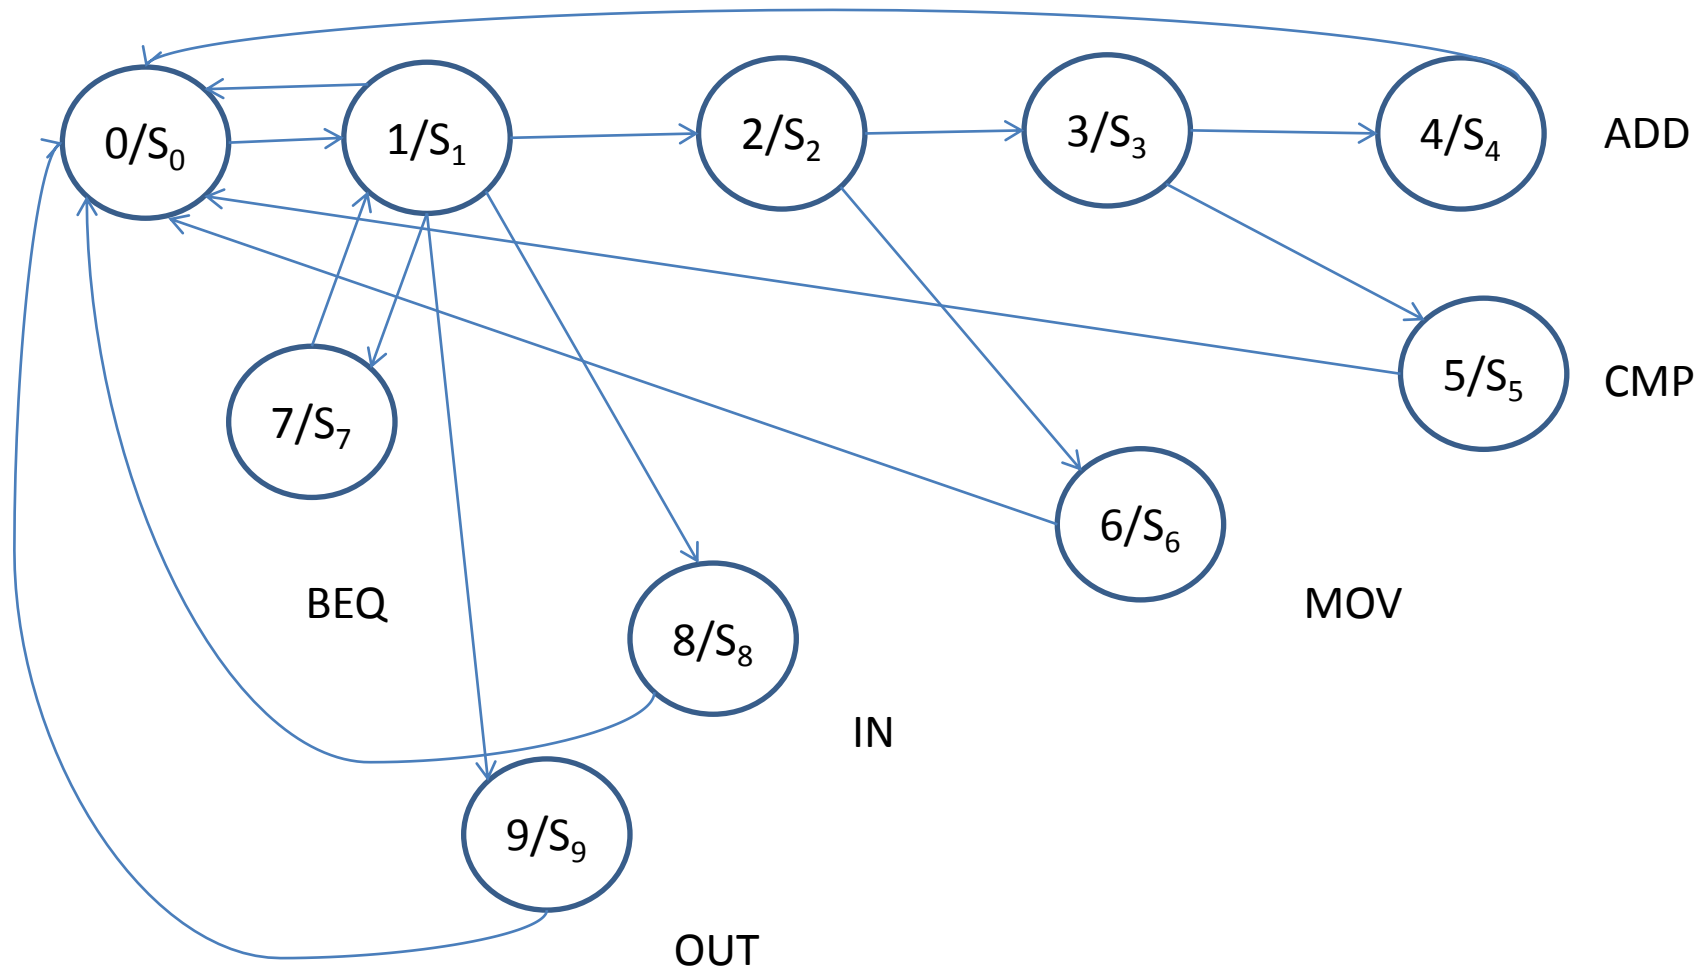 0/S₀
1/S₁
2/S₂
3/S₃
4/S₄
ADD
5/S₅
CMP
7/S₇
6/S₆
BEQ
MOV
8/S₈
IN
9/S₉
OUT